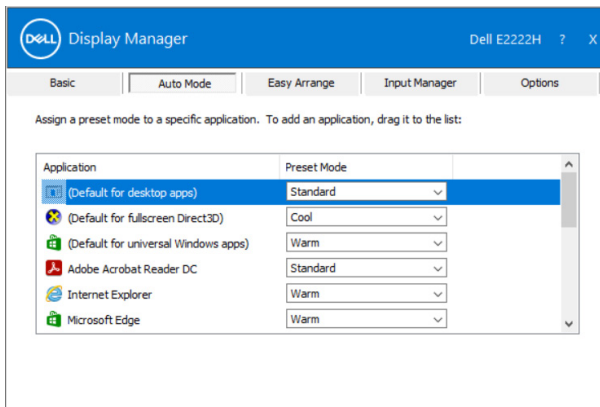 DELL Display Manager Dell E2222H ? X
Basic Auto Mode Easy Arrange Input Manager Options
Assign a preset mode to a specific application. To add an application, drag it to the list:
Application Preset Mode
(Default for desktop apps) Standard
(Default for fullscreen Direct3D) Cool
(Default for universal Windows apps) Warm
Adobe Acrobat Reader DC Standard
Internet Explorer Warm
Microsoft Edge Warm